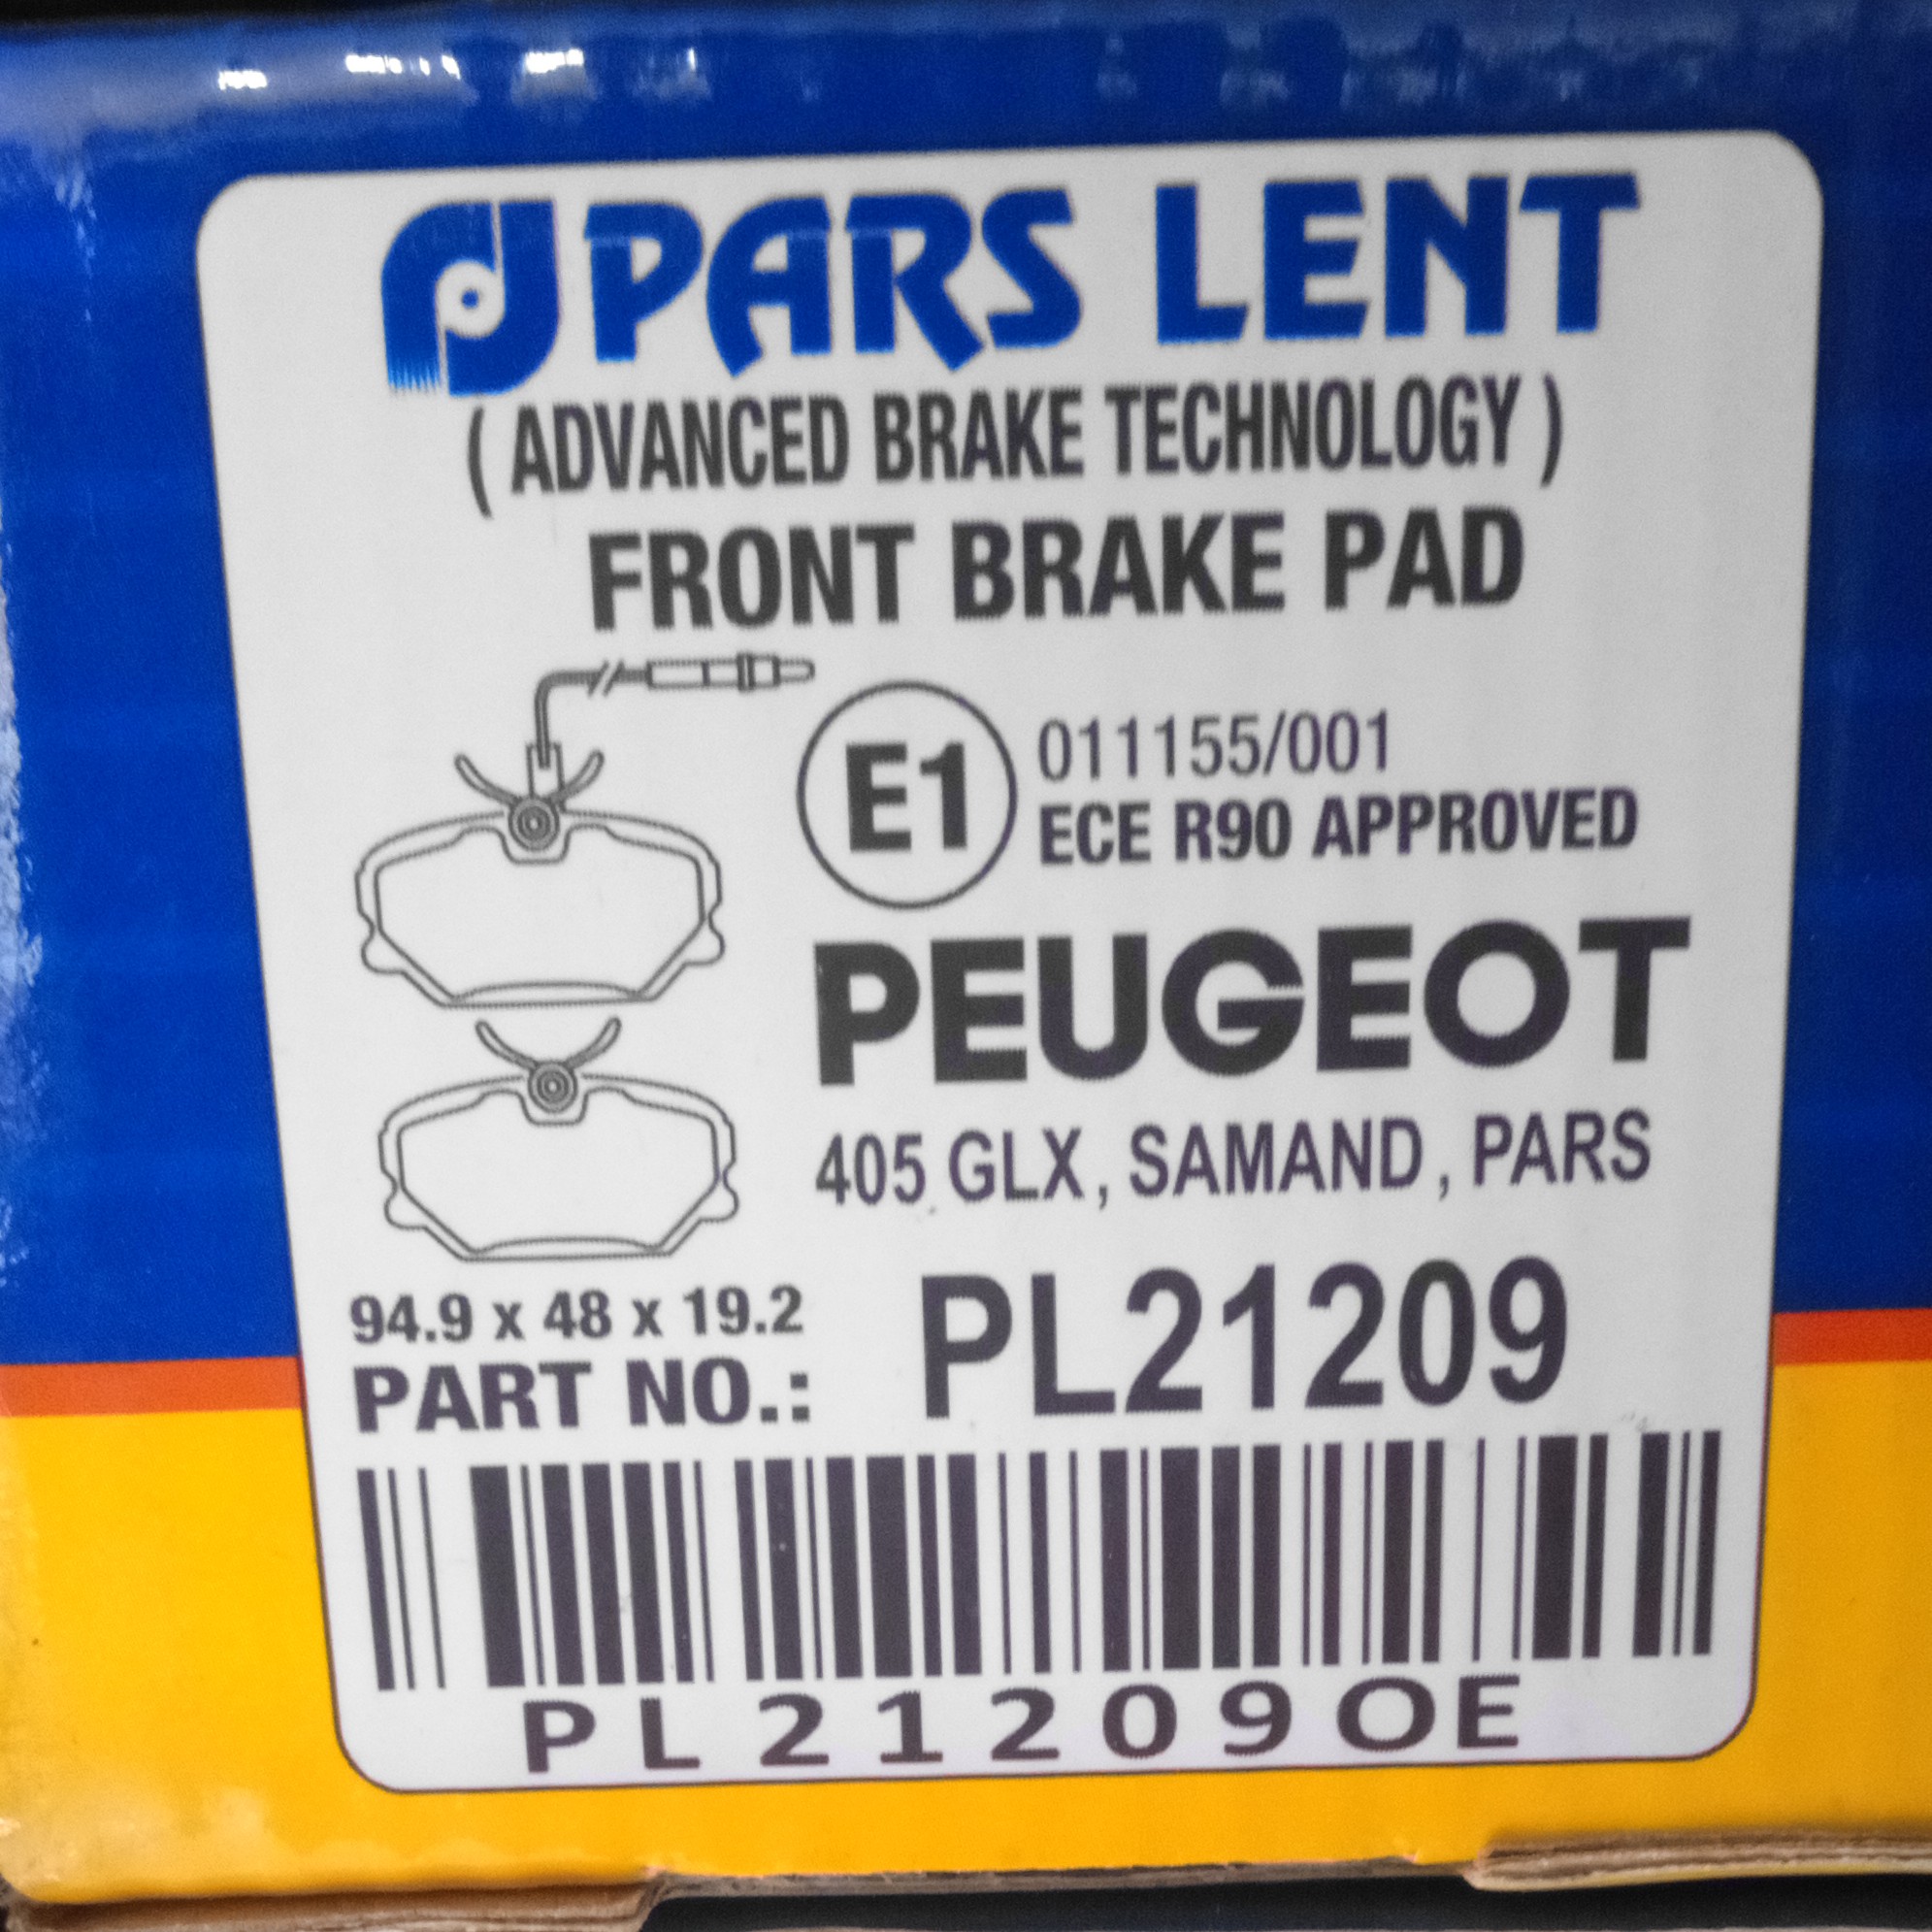 PARS LENT
( ADVANCED BRAKE TECHNOLOGY )
FRONT BRAKE PAD
E1
011155/001
ECE R90 APPROVED
PEUGEOT
405 GLX, SAMAND, PARS
94.9 x 48 x 19.2
PART NO.: PL21209
PL21209OE